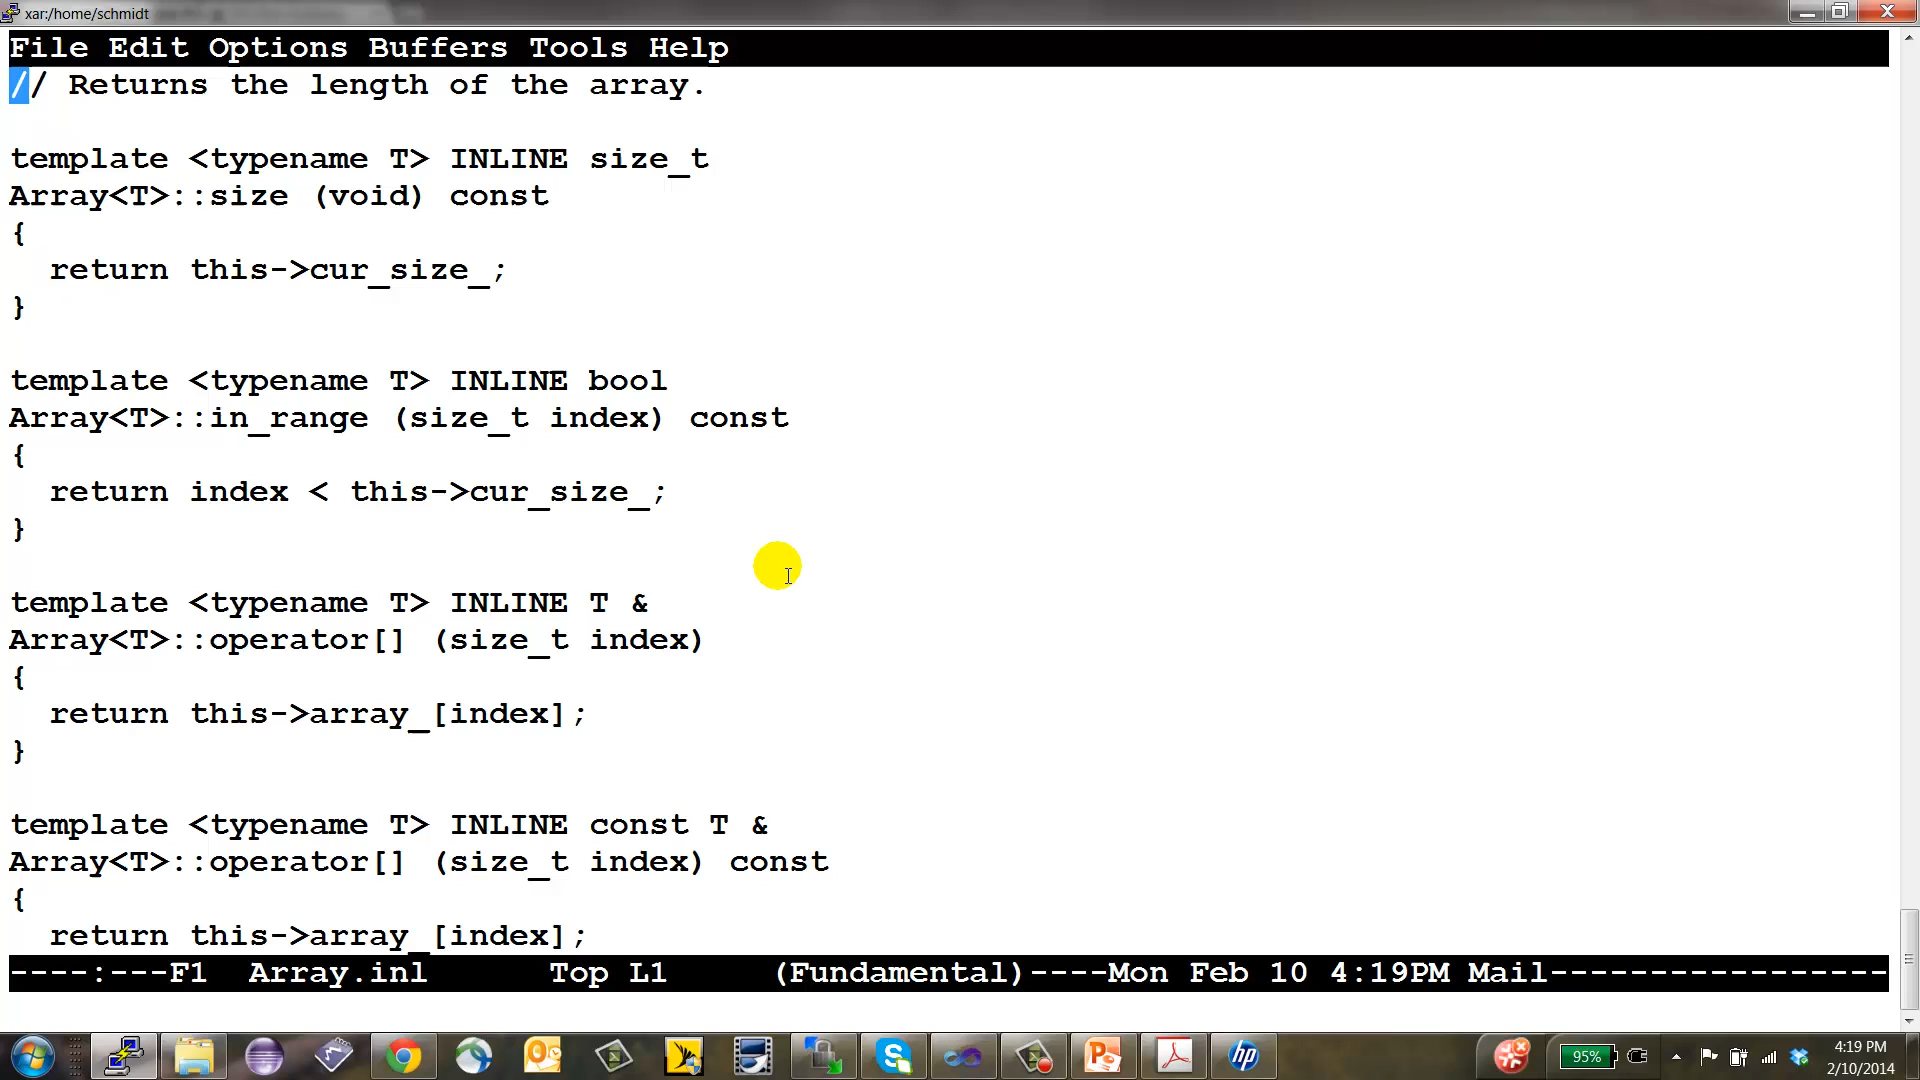 xar:/home/schmidt
File Edit Options Buffers Tools Help
// Returns the length of the array.
template <typename T> INLINE size_t
Array<T>::size (void) const
{
  return this->cur_size_;
}
template <typename T> INLINE bool
Array<T>::in_range (size_t index) const
{
  return index < this->cur_size_;
}
template <typename T> INLINE T &
Array<T>::operator[] (size_t index)
{
  return this->array_[index];
}
template <typename T> INLINE const T &
Array<T>::operator[] (size_t index) const
{
  return this->array_[index];
----:---F1  Array.inl      Top L1     (Fundamental)----Mon Feb 10 4:19PM Mail-----------------
95%
4:19 PM
2/10/2014